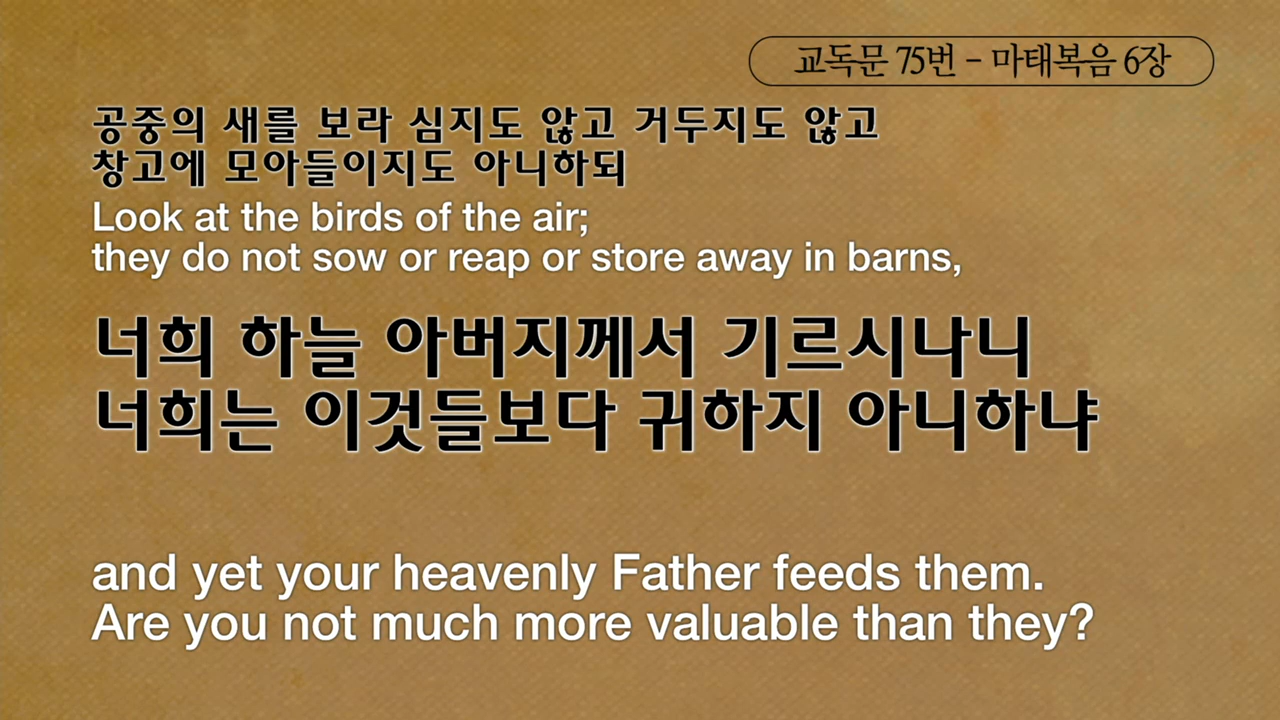 교독문 75번 - 마태복음 6장
공중의 새를 보라 심지도 않고 거두지도 않고
창고에 모아들이지도 아니하되
Look at the birds of the air;
they do not sow or reap or store away in barns,
너희 하늘 아버지께서 기르시나니
너희는 이것들보다 귀하지 아니하냐
and yet your heavenly Father feeds them.
Are you not much more valuable than they?